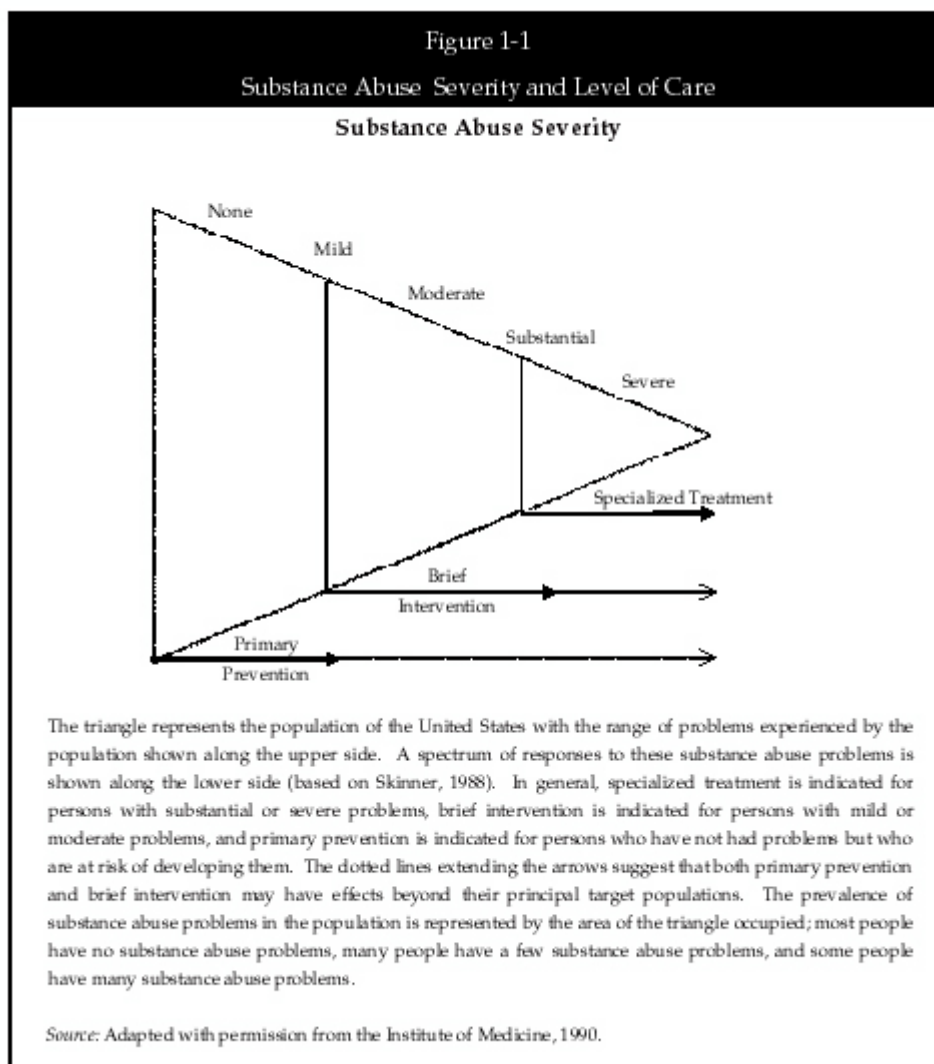 Figure 1-1
Substance Abuse Severity and Level of Care
Substance Abuse Severity
None
Mild
Moderate
Substantial
Severe
Specialized Treatment
Brief
Intervention
Primary
Prevention
The triangle represents the population of the United States with the range of problems experienced by the
population shown along the upper side. A spectrum of responses to these substance abuse problems is
shown along the lower side (based on Skinner, 1988). In general, specialized treatment is indicated for
persons with substantial or severe problems, brief intervention is indicated for persons with mild or
moderate problems, and primary prevention is indicated for persons who have not had problems but who
are at risk of developing them. The dotted lines extending the arrows suggest that both primary prevention
and brief intervention may have effects beyond their principal target populations. The prevalence of
substance abuse problems in the population is represented by the area of the triangle occupied; most people
have no substance abuse problems, many people have a few substance abuse problems, and some people
have many substance abuse problems.
Source: Adapted with permission from the Institute of Medicine, 1990.